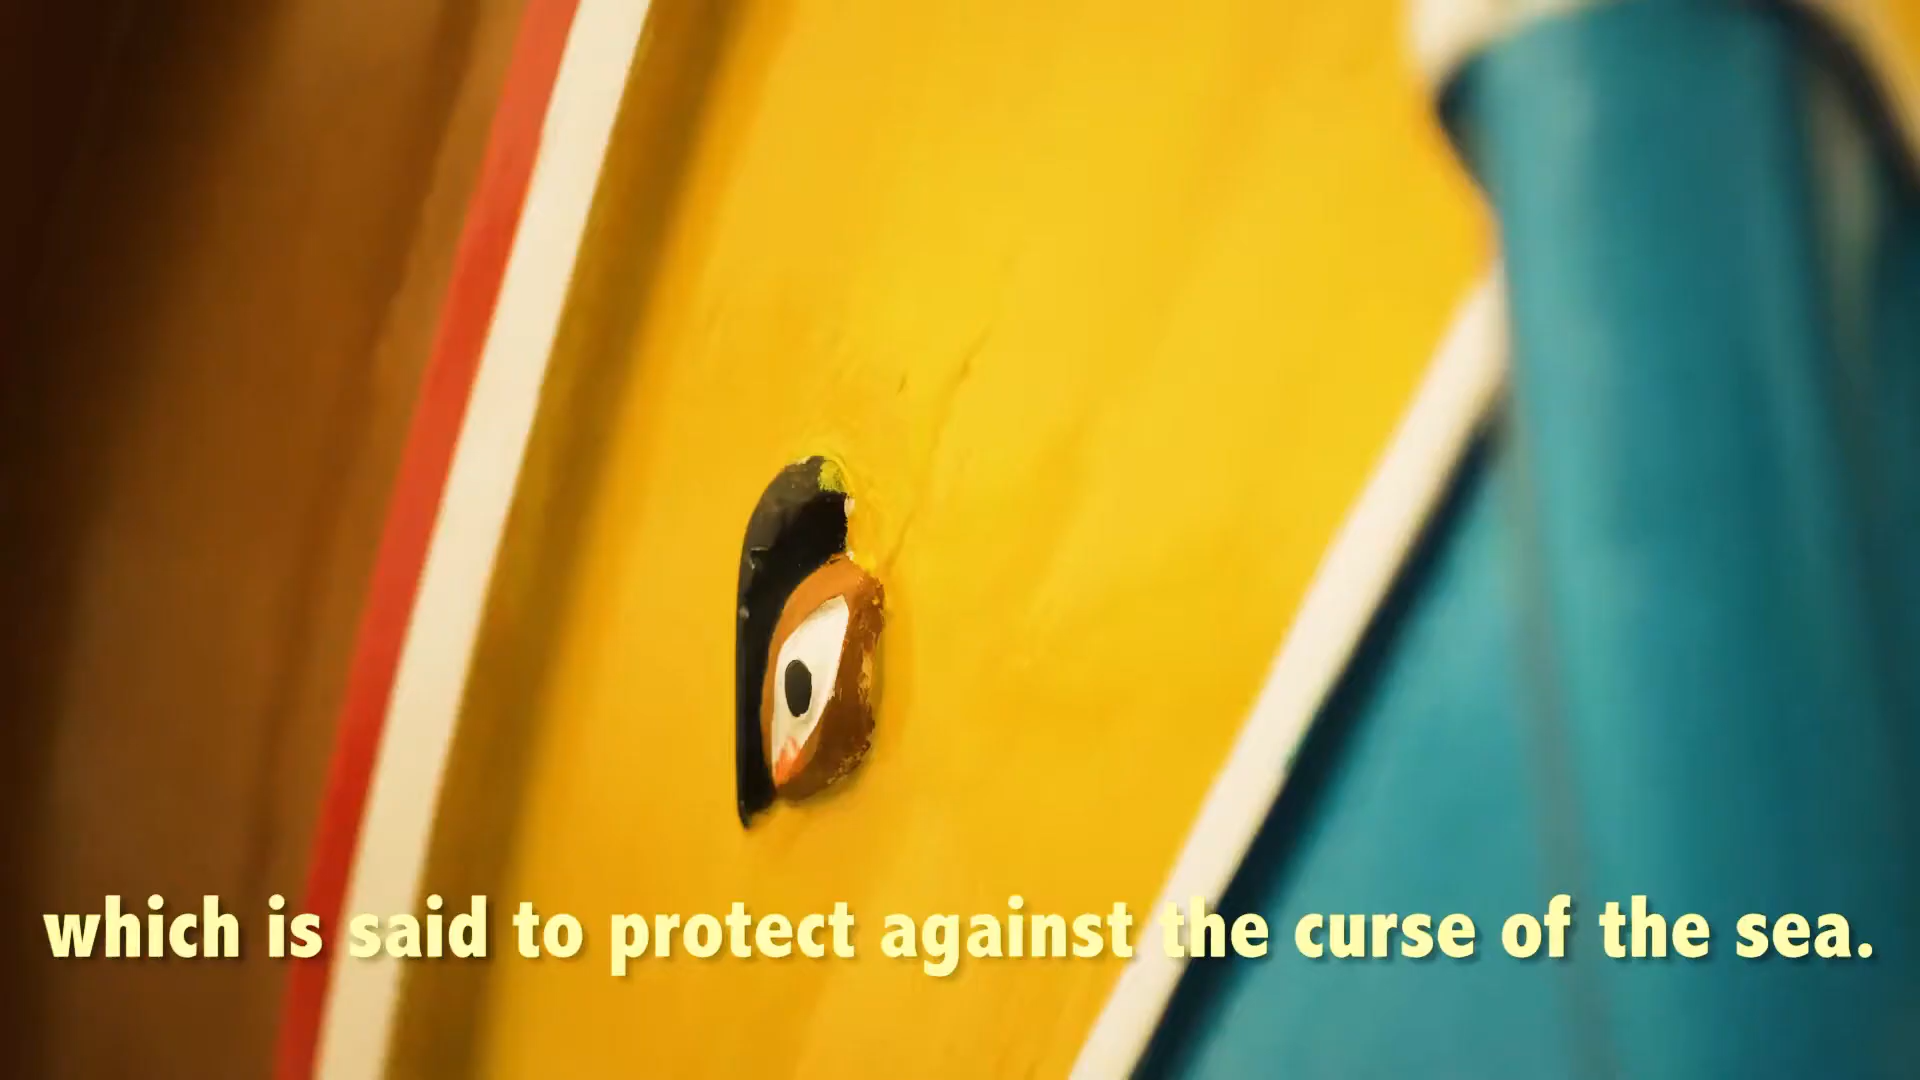 which is said to protect against the curse of the sea.